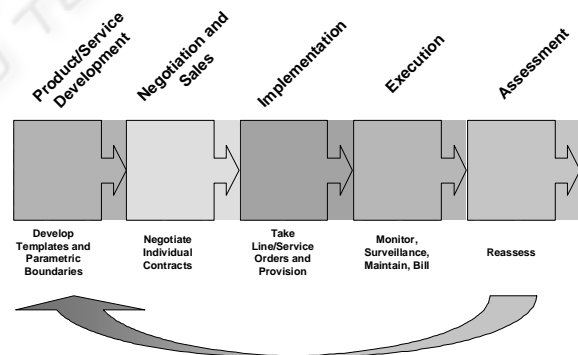 Product/Service
Development
Negotiation and
Sales
Implementation
Execution
Assessment
Develop
Templates and
Parametric
Boundaries
Negotiate
Individual
Contracts
Take
Line/Service
Orders and
Provision
Monitor,
Surveillance,
Maintain, Bill
Reassess